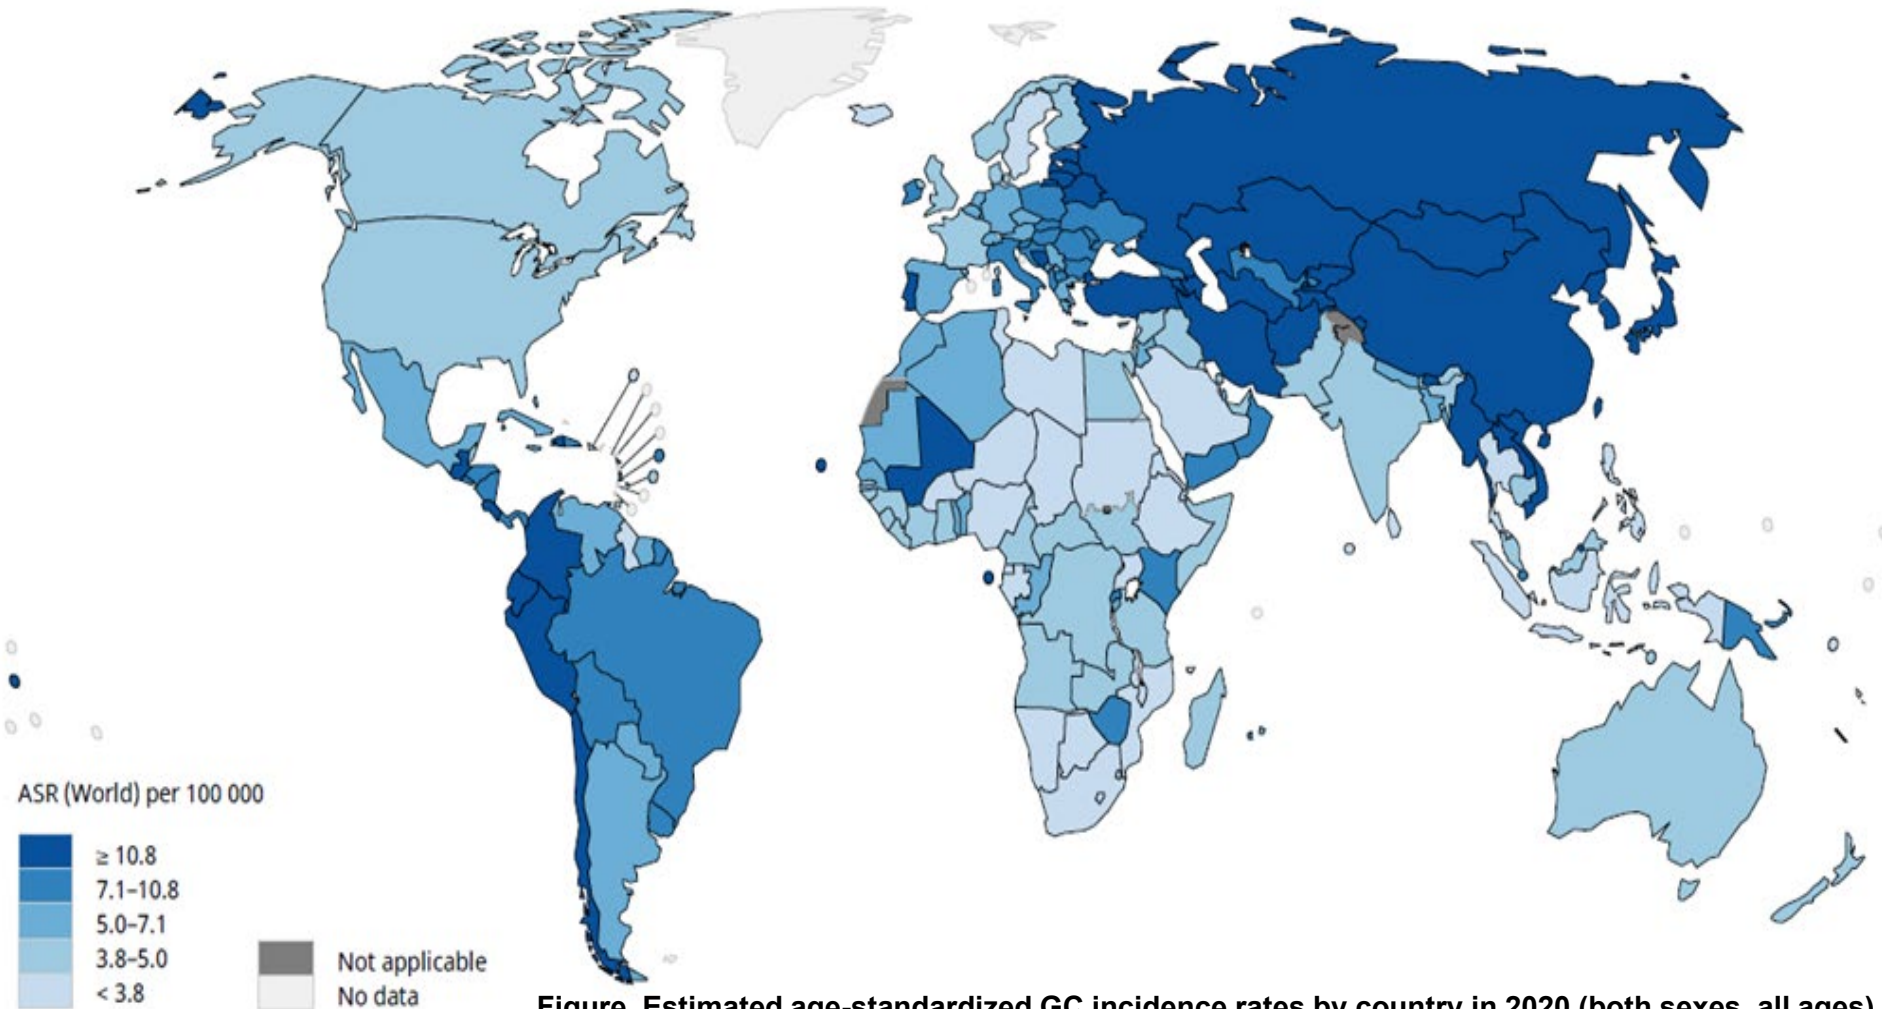 ASR (World) per 100 000
≥ 10.8
7.1–10.8
5.0–7.1
3.8–5.0
< 3.8
Not applicable
No data
Figure. Estimated age-standardized GC incidence rates by country in 2020 (both sexes, all ages)